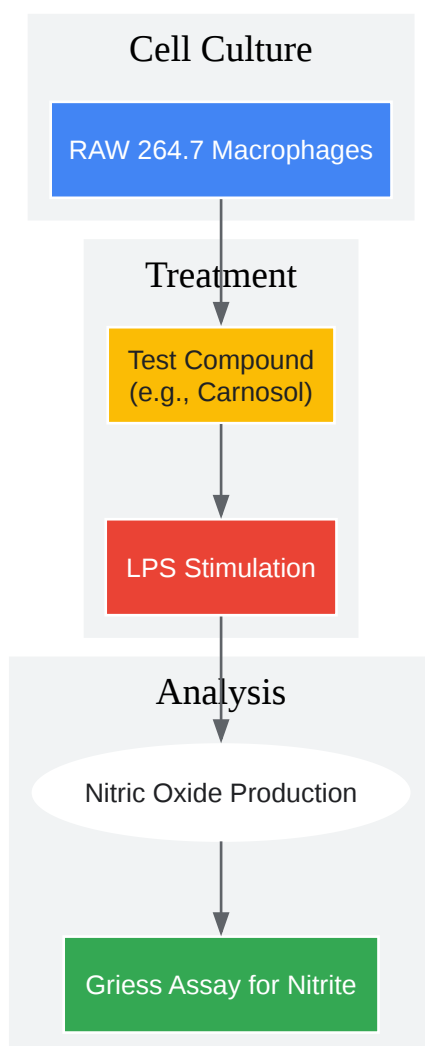 Cell Culture
RAW 264.7 Macrophages
Treatment
Test Compound
(e.g., Carnosol)
LPS Stimulation
Analysis
Nitric Oxide Production
Griess Assay for Nitrite